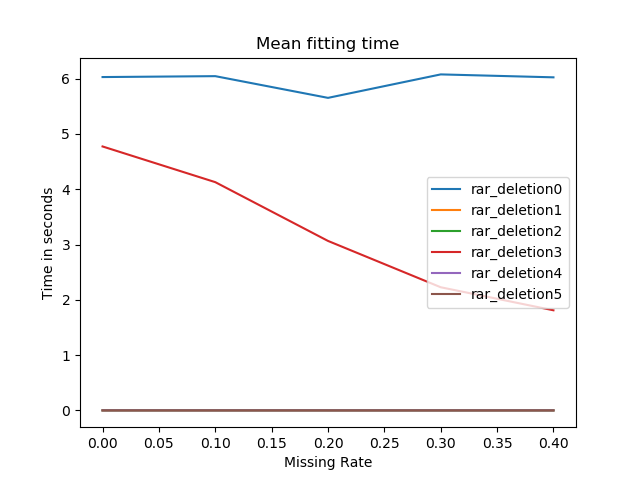 Mean fitting time
Time in seconds
6
5
4
3
2
1
0
rar_deletion0
rar_deletion1
rar_deletion2
rar_deletion3
rar_deletion4
rar_deletion5
0.00 0.05 0.10 0.15 0.20 0.25 0.30 0.35 0.40
Missing Rate